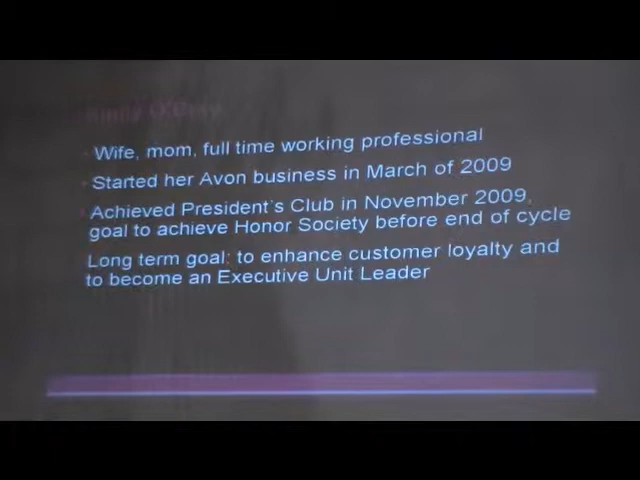 Wife, mom, full time working professional
Started her Avon business in March of 2009
Achieved President's Club in November 2009,
goal to achieve Honor Society before end of cycle
Long term goal: to enhance customer loyalty and
to become an Executive Unit Leader